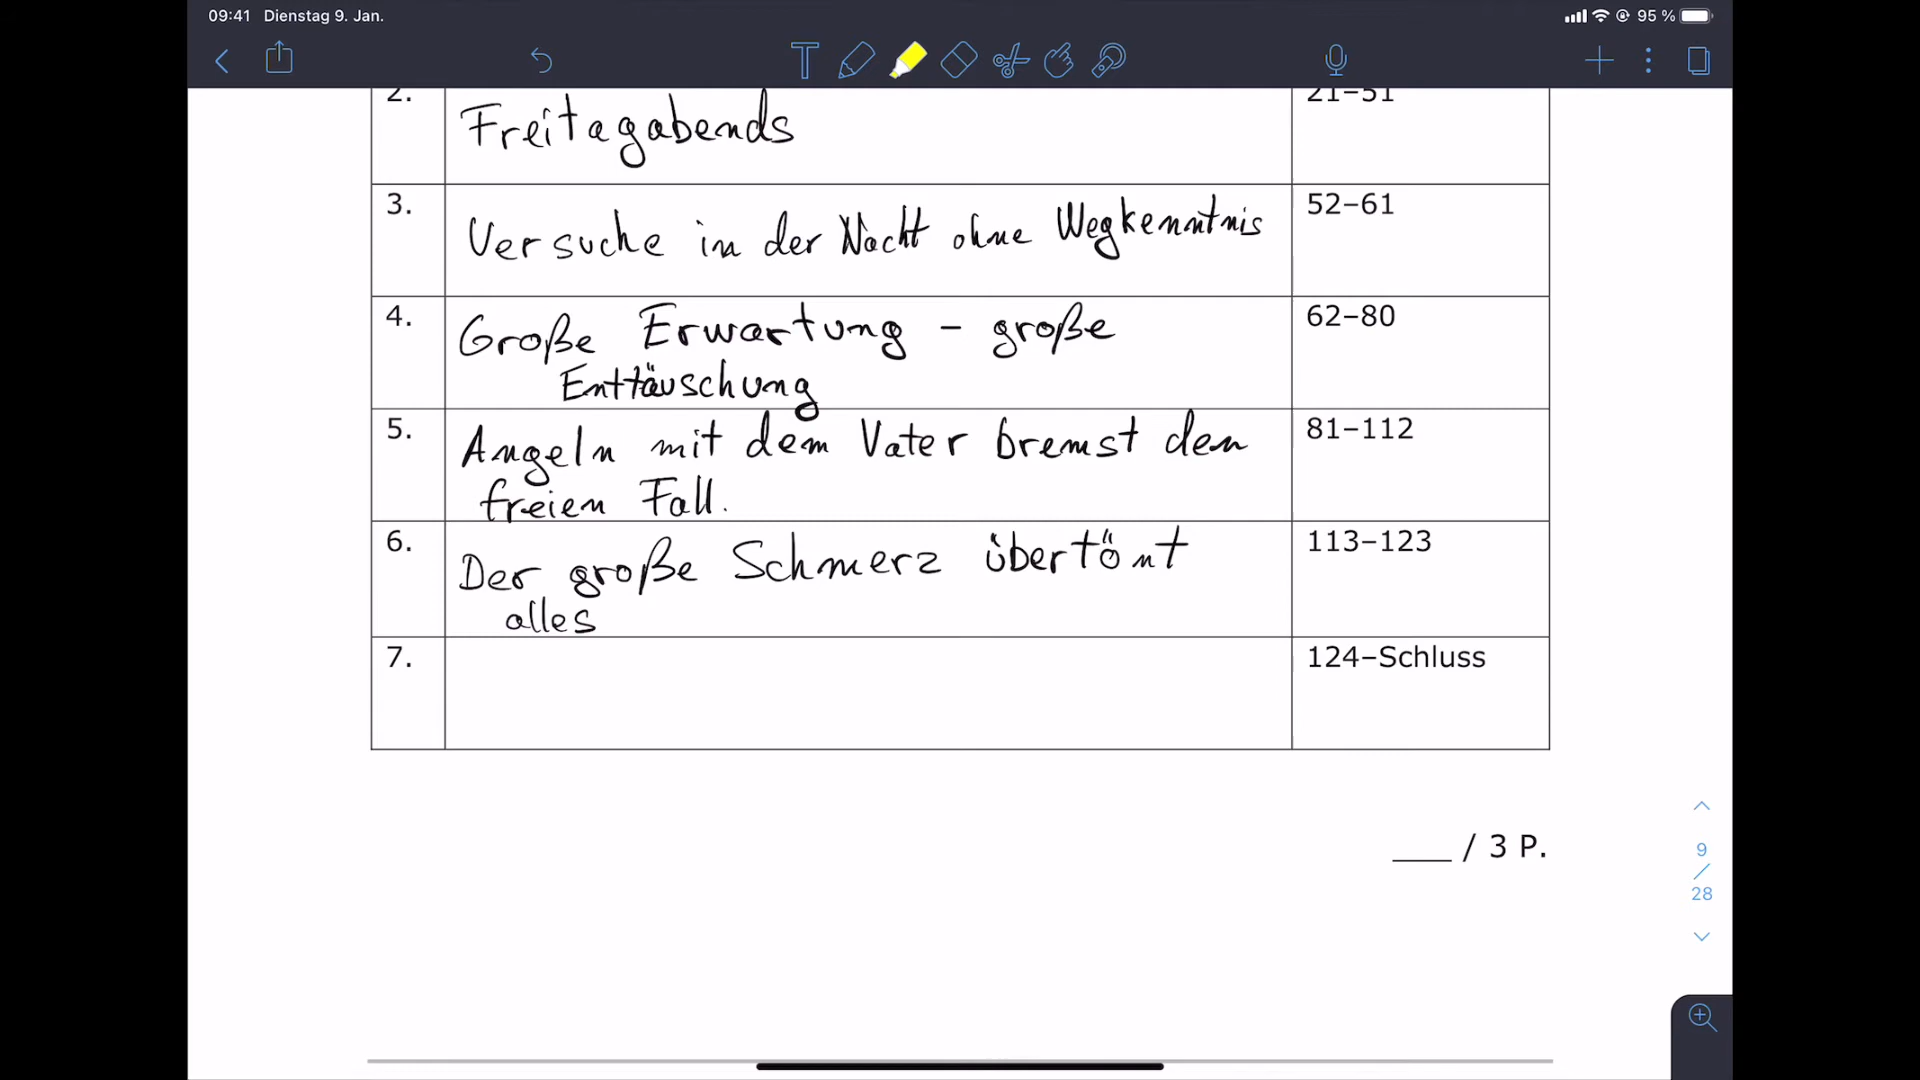 09:41 Dienstag 9. Jan.
95 %
2.
Freitagabends
21–51
3.
Versuche in der Nacht ohne Wegkenntnis
52–61
4.
Große Erwartung – große
Enttäuschung
62–80
5.
Angeln mit dem Vater bremst den
freien Fall.
81–112
6.
Der große Schmerz übertönt
alles
113–123
7.
124–Schluss
___ / 3 P.
9
/
28